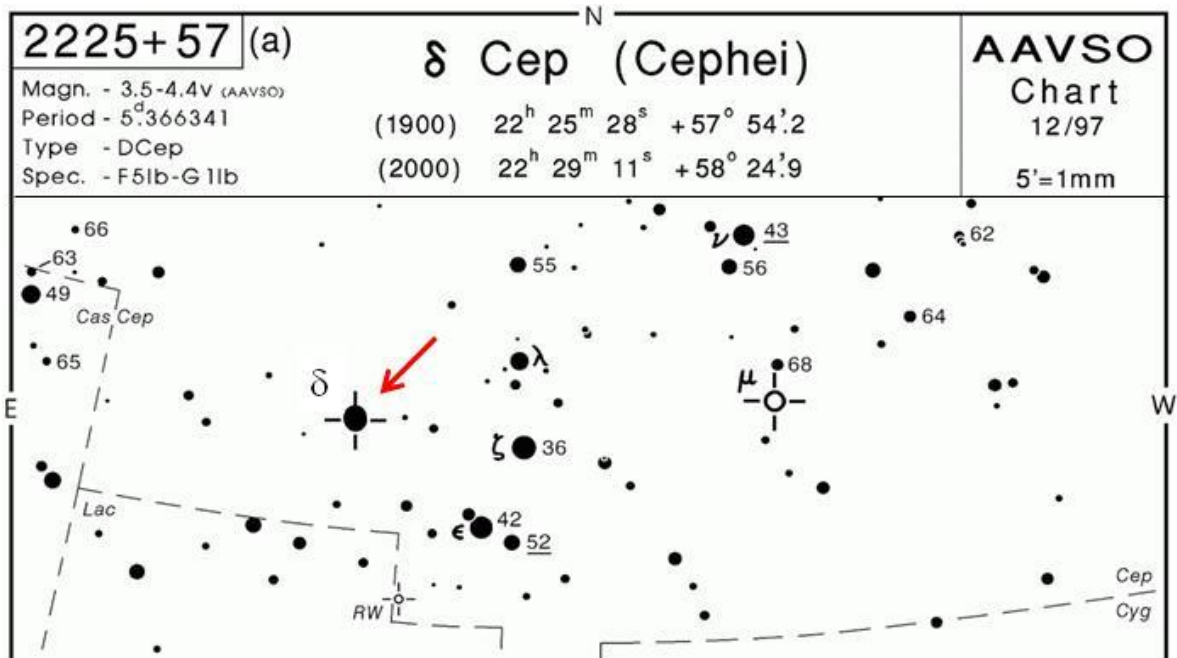 N
2225+57 (a)
δ Cep (Cephei)
AAVSO
Chart
12/97
5'=1mm
Magn. - 3.5-4.4v (AAVSO)
Period - 5ᵈ.366341
Type - DCep
Spec. - F5Ib-G1Ib
(1900) 22ʰ 25ᵐ 28ˢ +57° 54'.2
(2000) 22ʰ 29ᵐ 11ˢ +58° 24'.9
66
ν 43
62
63
55
56
49
Cas Cep
64
65
λ
68
δ
μ
E
W
ζ 36
Lac
ϵ 42
52
Cep
RW
Cyg